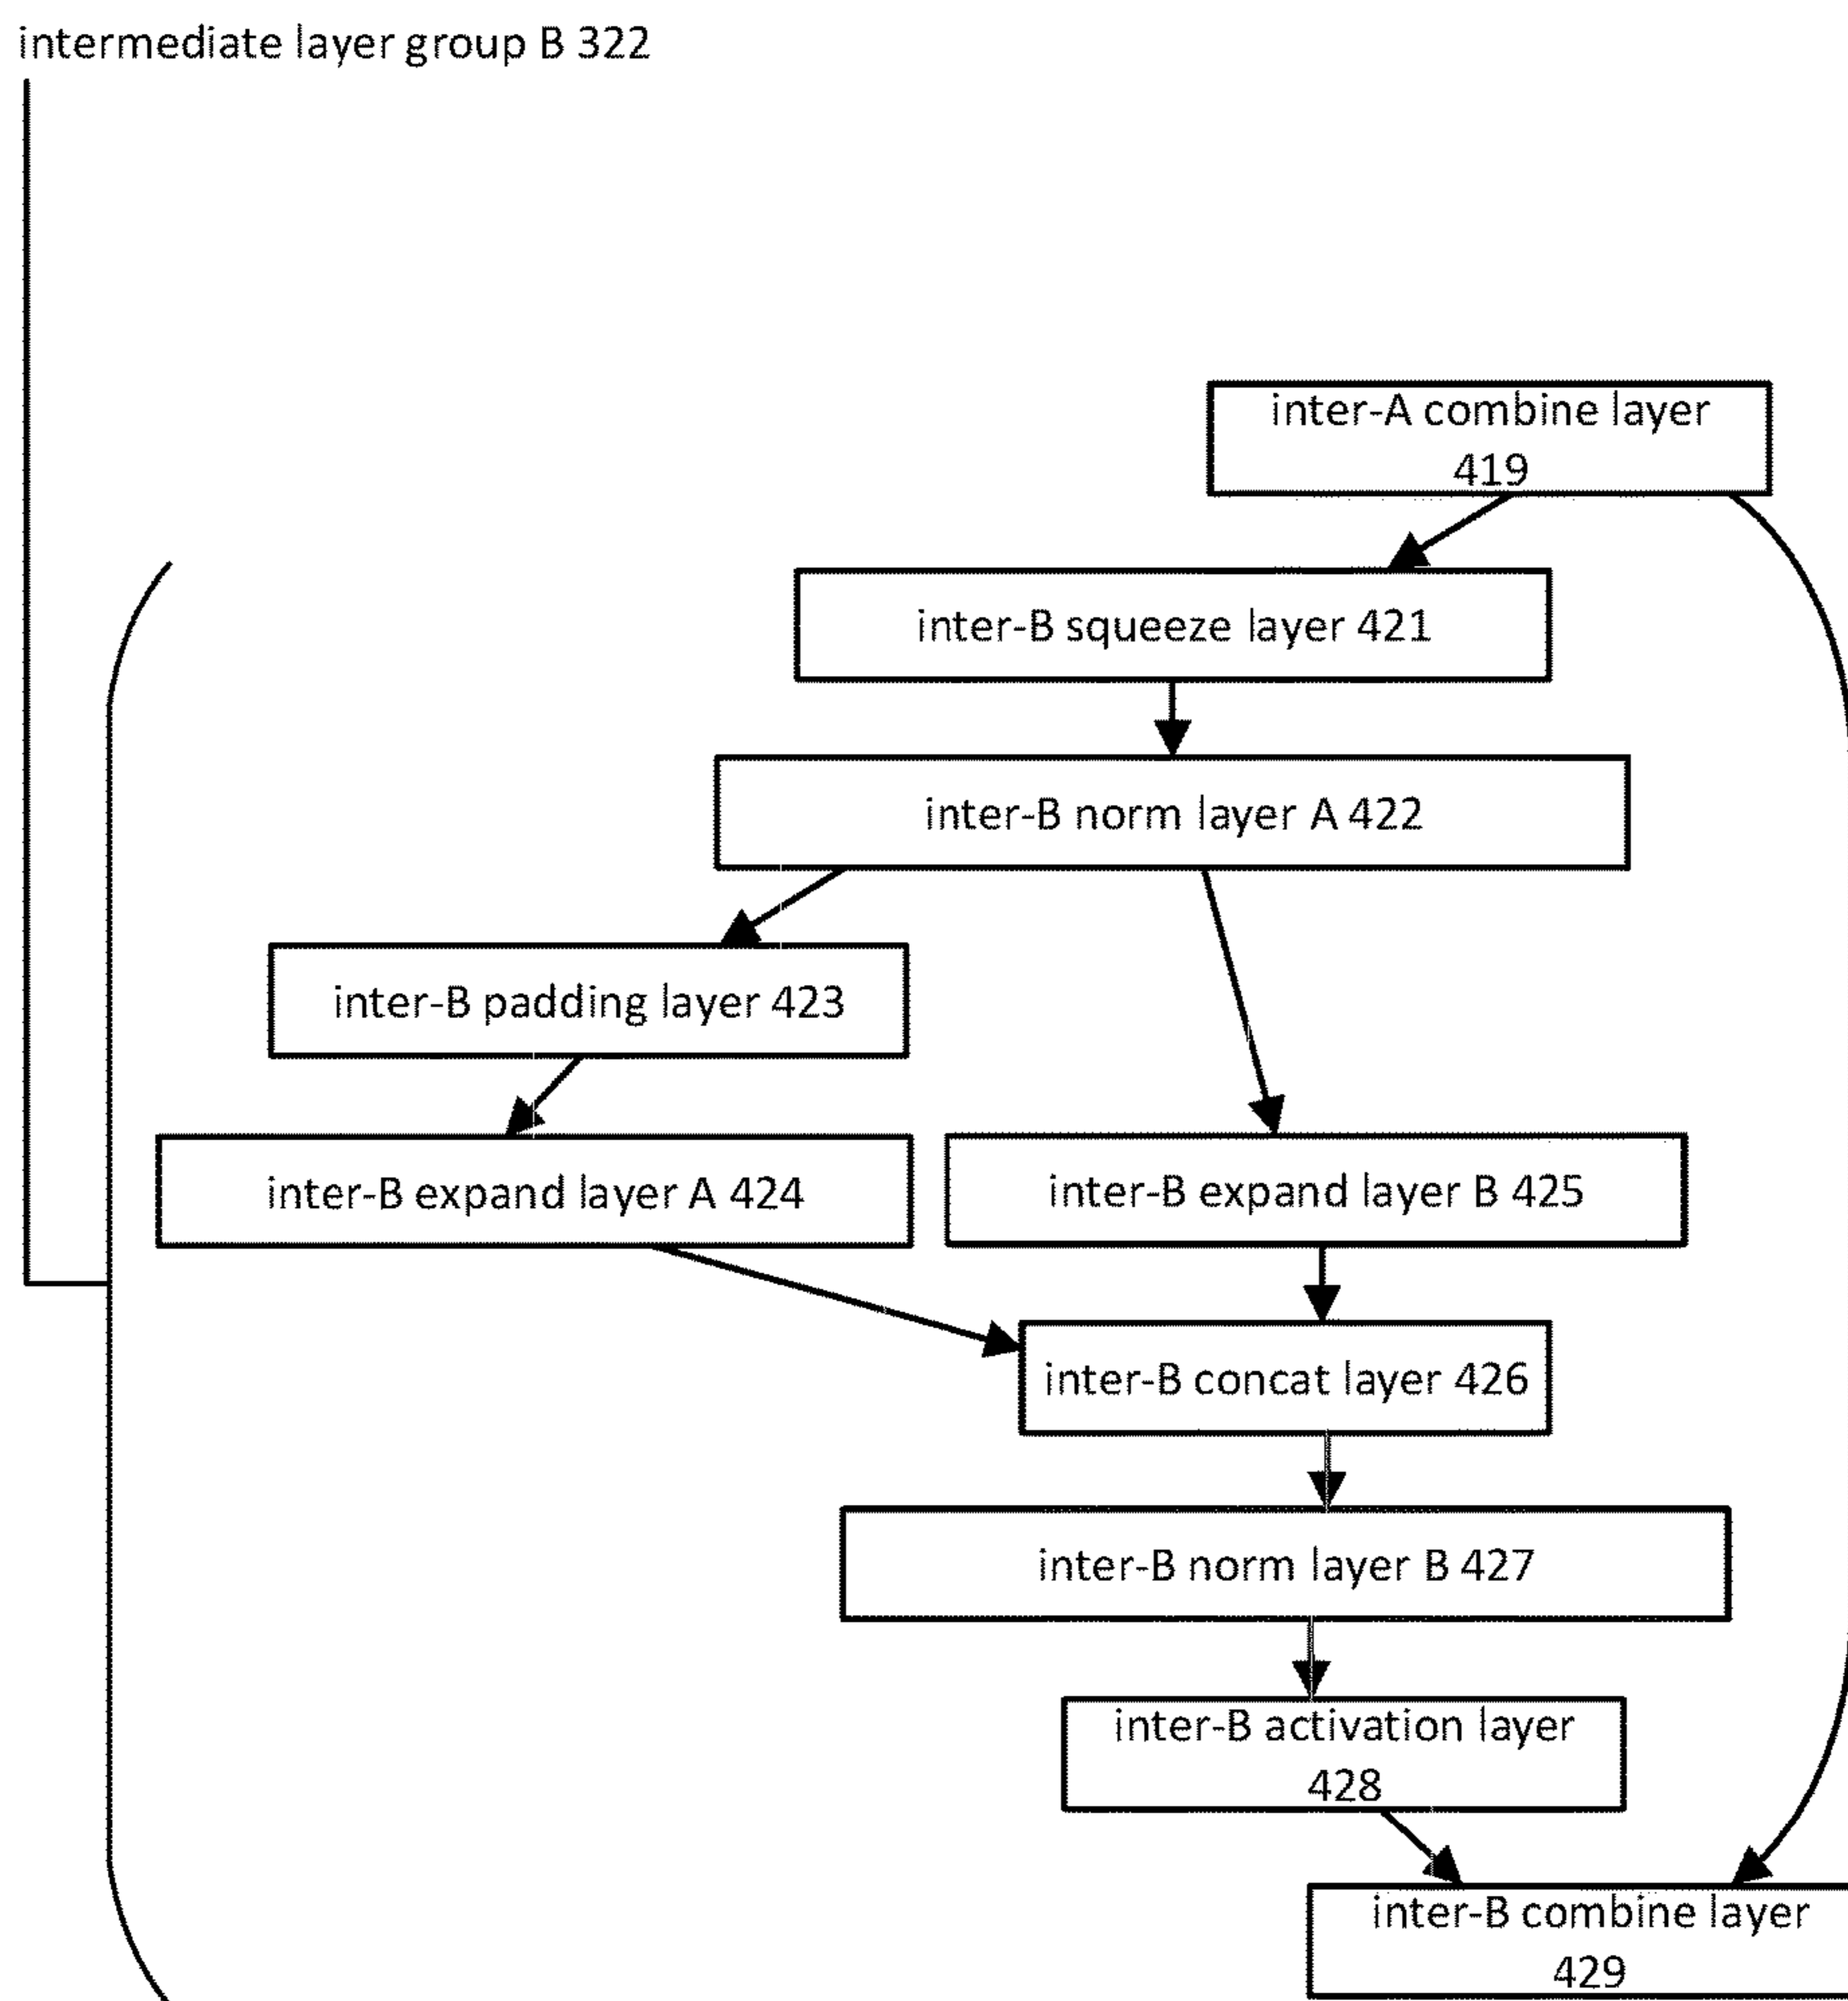 intermediate layer group B 322
inter-A combine layer
419
inter-B squeeze layer 421
inter-B norm layer A 422
inter-B padding layer 423
inter-B expand layer A 424
inter-B expand layer B 425
inter-B concat layer 426
inter-B norm layer B 427
inter-B activation layer
428
inter-B combine layer
429